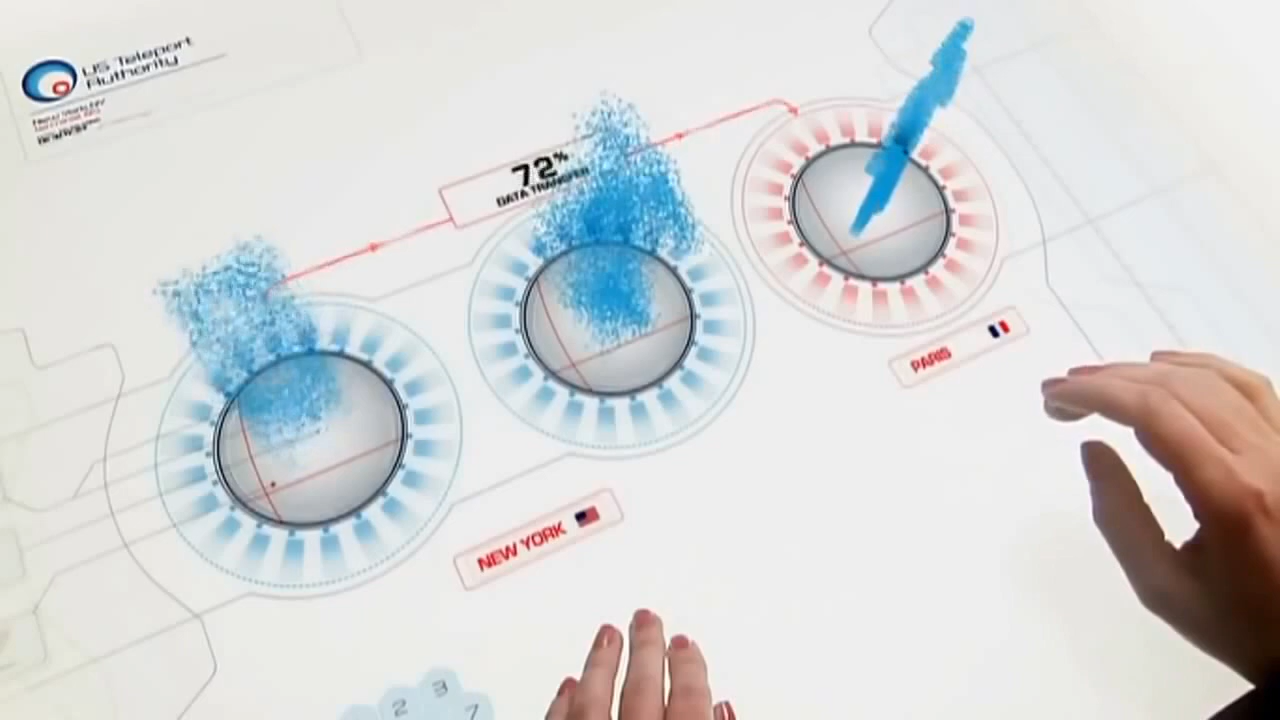 US Teleport
Authority
72%
DATA TRANSFER
PARIS
NEW YORK
2
3
7